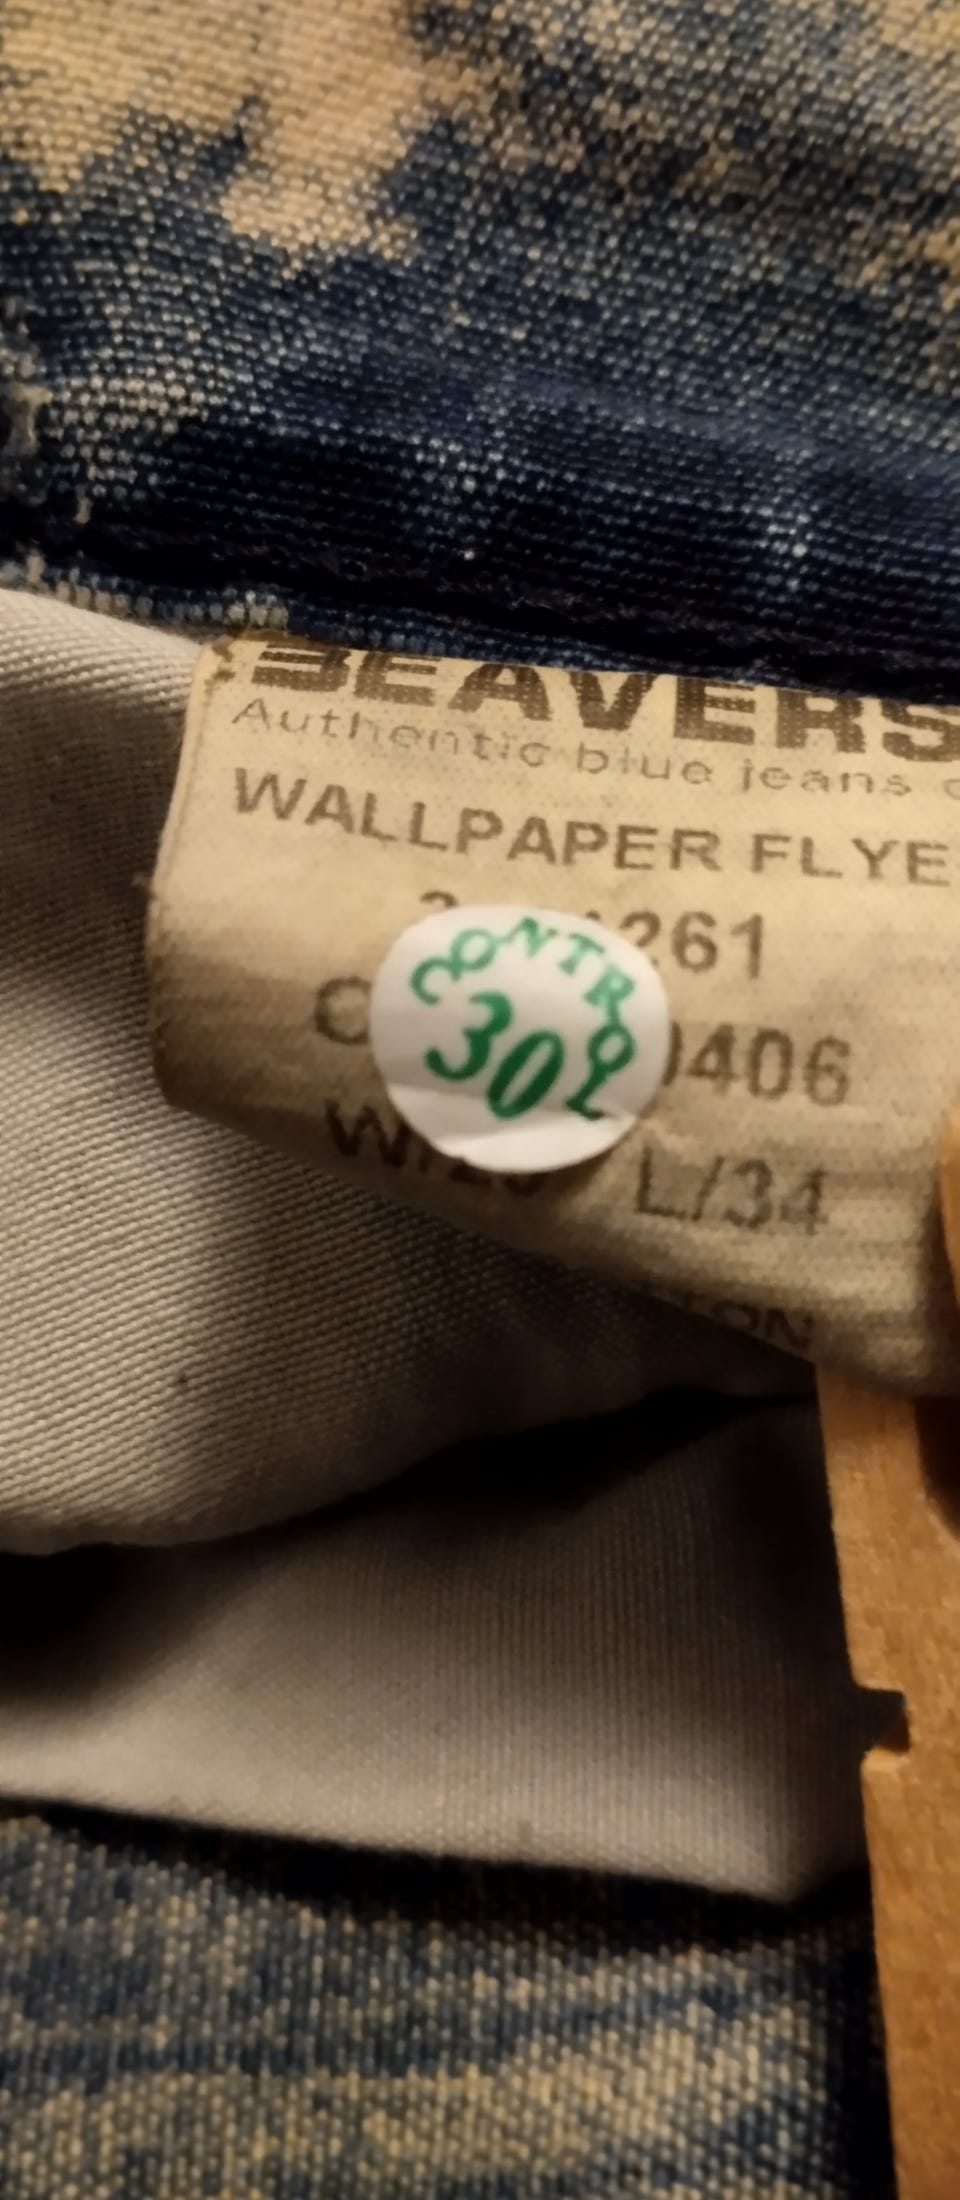 BEAVERS
Authentic blue jeans
WALLPAPER FLYE
261
CONTROL
30
0406
L/34